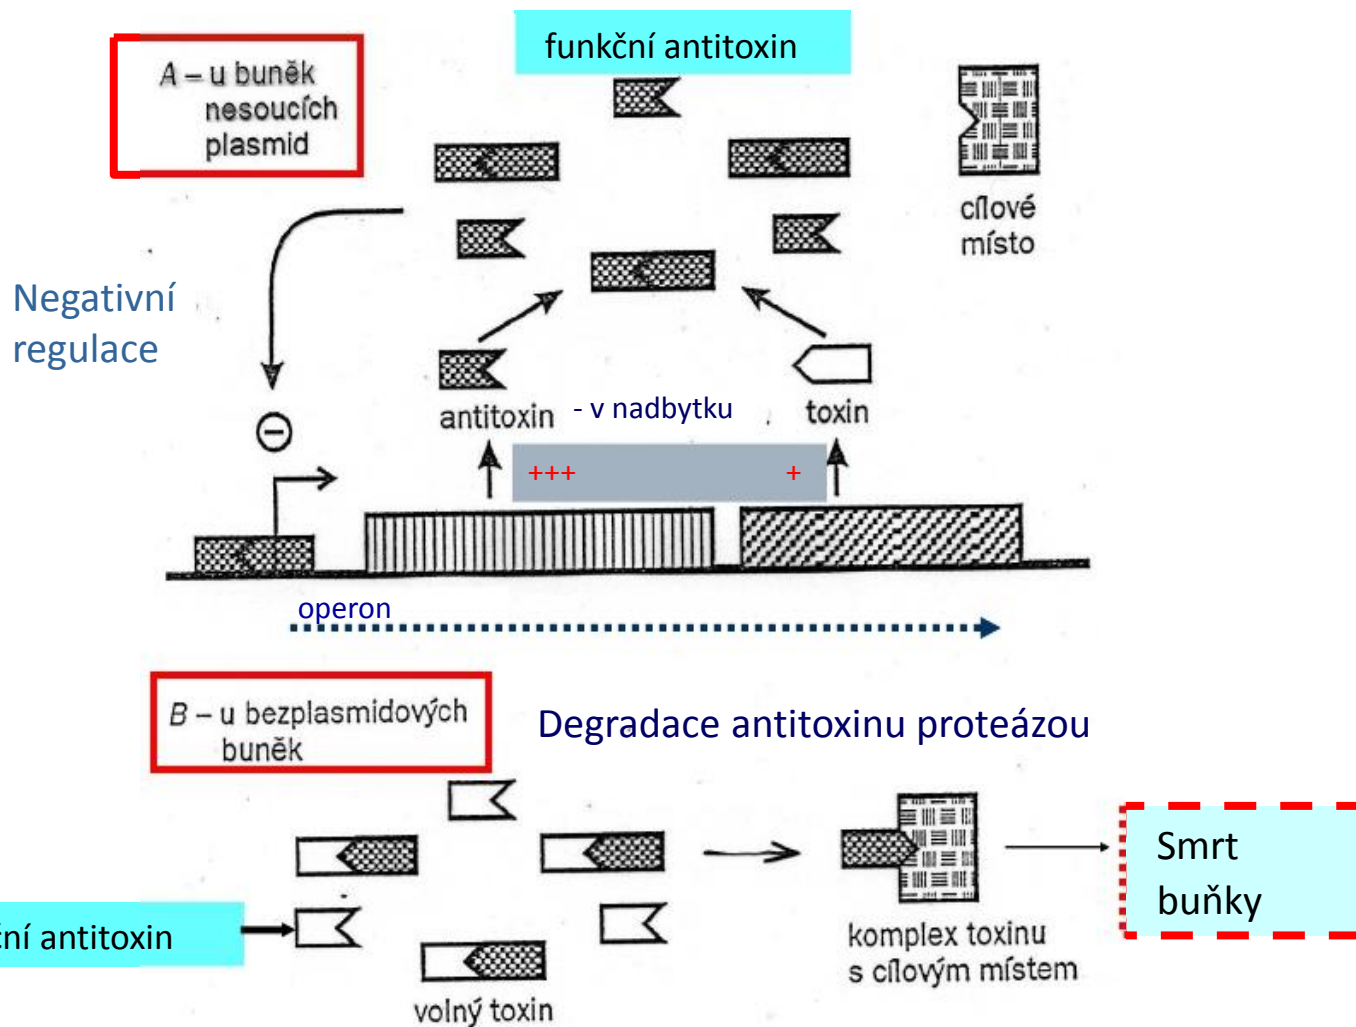 funkční antitoxin
A – u buněk
nesoucích
plasmid
cílové
místo
Negativní
regulace
antitoxin
- v nadbytku
toxin
+++
+
operon
B – u bezplasmidových
buněk
Degradace antitoxinu proteázou
Smrt
buňky
ční antitoxin
komplex toxinu
s cílovým místem
volný toxin